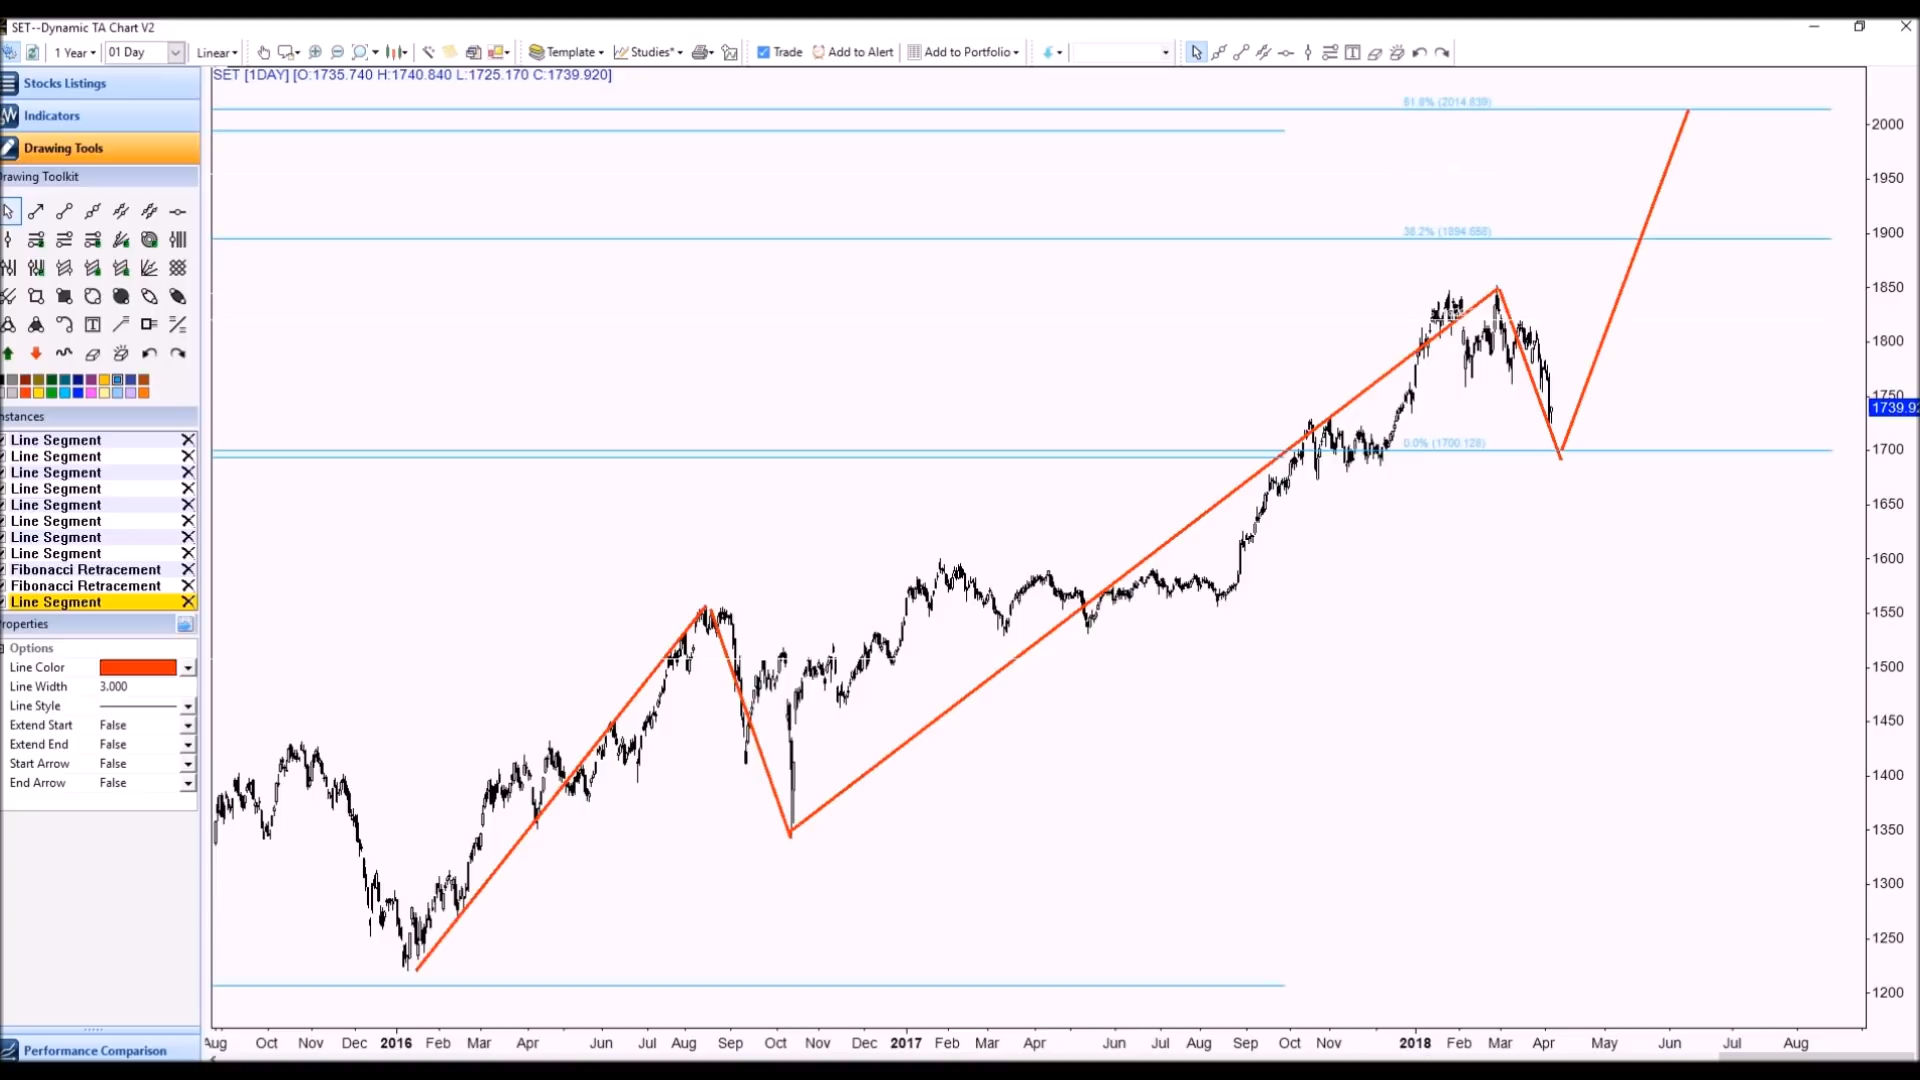 SET--Dynamic TA Chart V2
1 Year 01 Day Linear Template Studies* Trade Add to Alert Add to Portfolio
Stocks Listings
Indicators
Drawing Tools
Drawing Toolkit
SET [1DAY] [O:1735.740 H:1740.840 L:1725.170 C:1739.920]
61.8% (2014.839)
2000
1950
38.2% (1894.658)
1900
1850
1800
1750
1739.92
0.0% (1700.128)
1700
1650
1600
1550
1500
1450
1400
1350
1300
1250
1200
nstances
Line Segment
Line Segment
Line Segment
Line Segment
Line Segment
Line Segment
Line Segment
Line Segment
Fibonacci Retracement
Fibonacci Retracement
Line Segment
roperties
Options
Line Color
Line Width 3.000
Line Style
Extend Start False
Extend End False
Start Arrow False
End Arrow False
Performance Comparison
Aug Oct Nov Dec 2016 Feb Mar Apr Jun Jul Aug Sep Oct Nov Dec 2017 Feb Mar Apr Jun Jul Aug Sep Oct Nov 2018 Feb Mar Apr May Jun Jul Aug